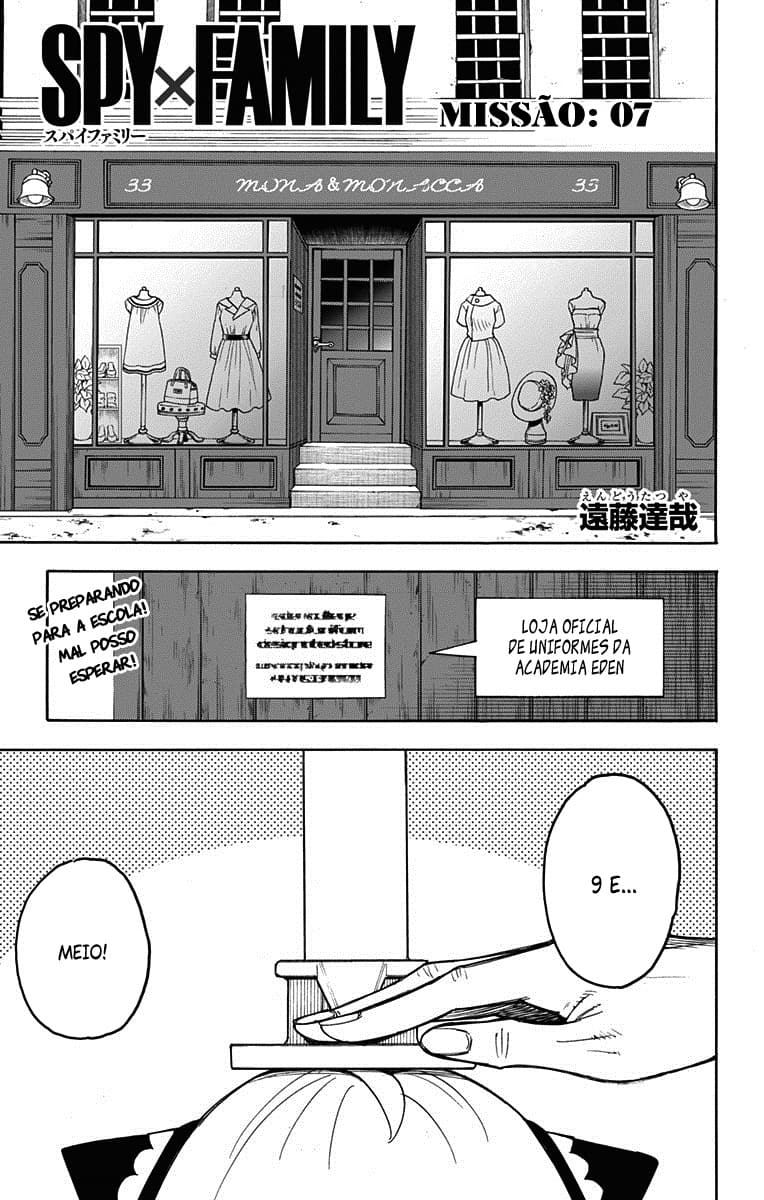 SPY×FAMILY
スパイファミリー
MISSÃO: 07
33 MONA & MONACCA 33
えんどうたつや
遠藤達哉
SE PREPARANDO
PARA A ESCOLA!
MAL POSSO
ESPERAR!
LOJA OFICIAL
DE UNIFORMES DA
ACADEMIA EDEN
9 E...
MEIO!